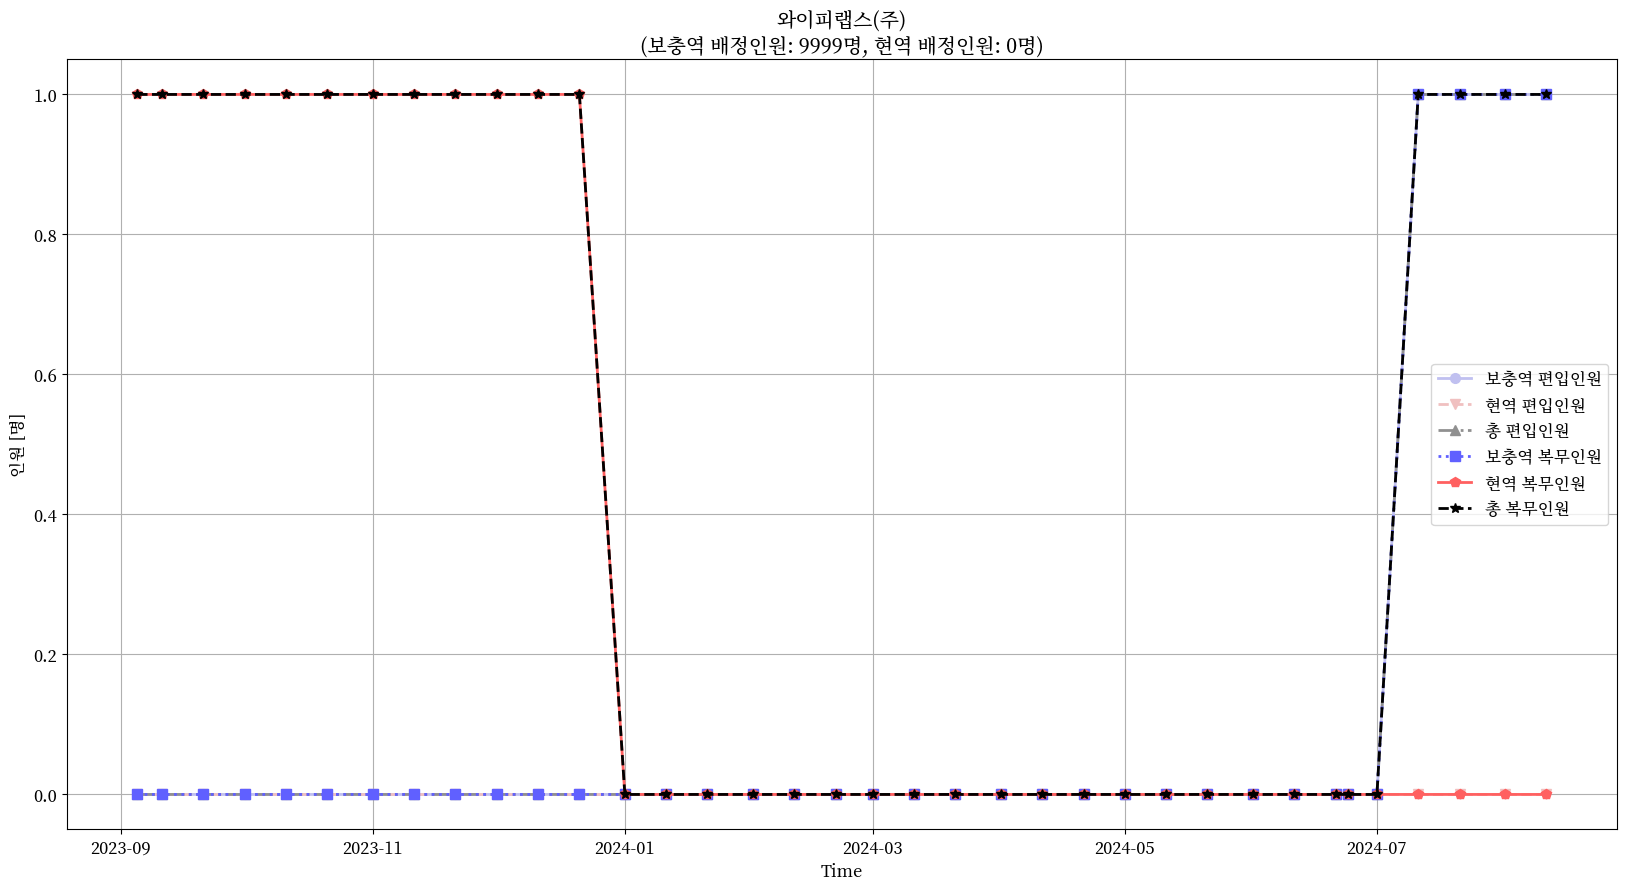 와이피랩스(주)
(보충역 배정인원: 9999명, 현역 배정인원: 0명)
인원 [명]
1.0
0.8
0.6
0.4
0.2
0.0
보충역 편입인원
현역 편입인원
총 편입인원
보충역 복무인원
현역 복무인원
총 복무인원
2023-09
2023-11
2024-01
2024-03
2024-05
2024-07
Time